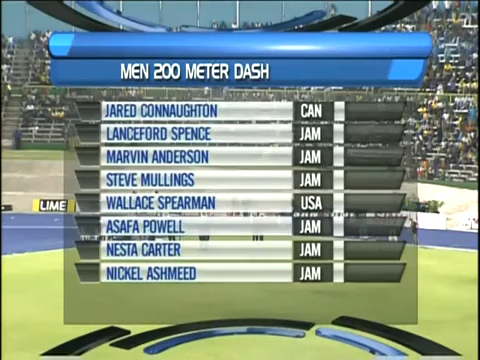 MEN 200 METER DASH
JARED CONNAUGHTON CAN
LANCEFORD SPENCE JAM
MARVIN ANDERSON JAM
STEVE MULLINGS JAM
WALLACE SPEARMAN USA
LIME
ASAFA POWELL JAM
NESTA CARTER JAM
NICKEL ASHMEED JAM